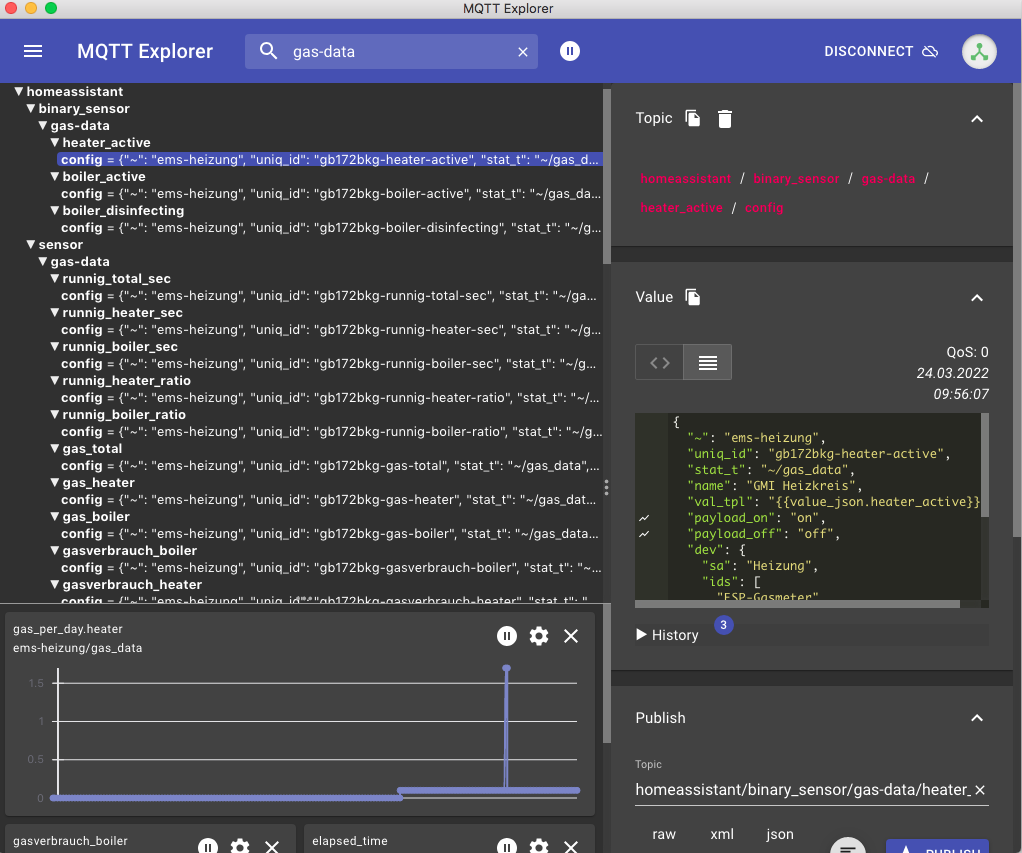 MQTT Explorer
MQTT Explorer
gas-data
DISCONNECT
▼ homeassistant
▼ binary_sensor
▼ gas-data
▼ heater_active
config = {"~": "ems-heizung", "uniq_id": "gb172bkg-heater-active", "stat_t": "~/gas_d...
▼ boiler_active
config = {"~": "ems-heizung", "uniq_id": "gb172bkg-boiler-active", "stat_t": "~/gas_da...
▼ boiler_disinfecting
config = {"~": "ems-heizung", "uniq_id": "gb172bkg-boiler-disinfecting", "stat_t": "~/g...
▼ sensor
▼ gas-data
▼ runnig_total_sec
config = {"~": "ems-heizung", "uniq_id": "gb172bkg-runnig-total-sec", "stat_t": "~/ga...
▼ runnig_heater_sec
config = {"~": "ems-heizung", "uniq_id": "gb172bkg-runnig-heater-sec", "stat_t": "~/g...
▼ runnig_boiler_sec
config = {"~": "ems-heizung", "uniq_id": "gb172bkg-runnig-boiler-sec", "stat_t": "~/g...
▼ runnig_heater_ratio
config = {"~": "ems-heizung", "uniq_id": "gb172bkg-runnig-heater-ratio", "stat_t": "~/...
▼ runnig_boiler_ratio
config = {"~": "ems-heizung", "uniq_id": "gb172bkg-runnig-boiler-ratio", "stat_t": "~/g...
▼ gas_total
config = {"~": "ems-heizung", "uniq_id": "gb172bkg-gas-total", "stat_t": "~/gas_data",...
▼ gas_heater
config = {"~": "ems-heizung", "uniq_id": "gb172bkg-gas-heater", "stat_t": "~/gas_dat...
▼ gas_boiler
config = {"~": "ems-heizung", "uniq_id": "gb172bkg-gas-boiler", "stat_t": "~/gas_data...
▼ gasverbrauch_boiler
config = {"~": "ems-heizung", "uniq_id": "gb172bkg-gasverbrauch-boiler", "stat_t": "~...
▼ gasverbrauch_heater
config = {"~": "ems-heizung", "uniq_id": "gb172bkg-gasverbrauch-heater", "stat_t": "~
gas_per_day.heater
ems-heizung/gas_data
1.5
1
0.5
0
gasverbrauch_boiler
elapsed_time
Topic
homeassistant / binary_sensor / gas-data /
heater_active / config
Value
QoS: 0
24.03.2022
09:56:07
{
"~": "ems-heizung",
"uniq_id": "gb172bkg-heater-active",
"stat_t": "~/gas_data",
"name": "GMI Heizkreis",
"val_tpl": "{{value_json.heater_active}}
"payload_on": "on",
"payload_off": "off",
"dev": {
"sa": "Heizung",
"ids": [
"ESP-Gasmeter"
▶ History 3
Publish
Topic
homeassistant/binary_sensor/gas-data/heater_
raw xml json
PUBLISH